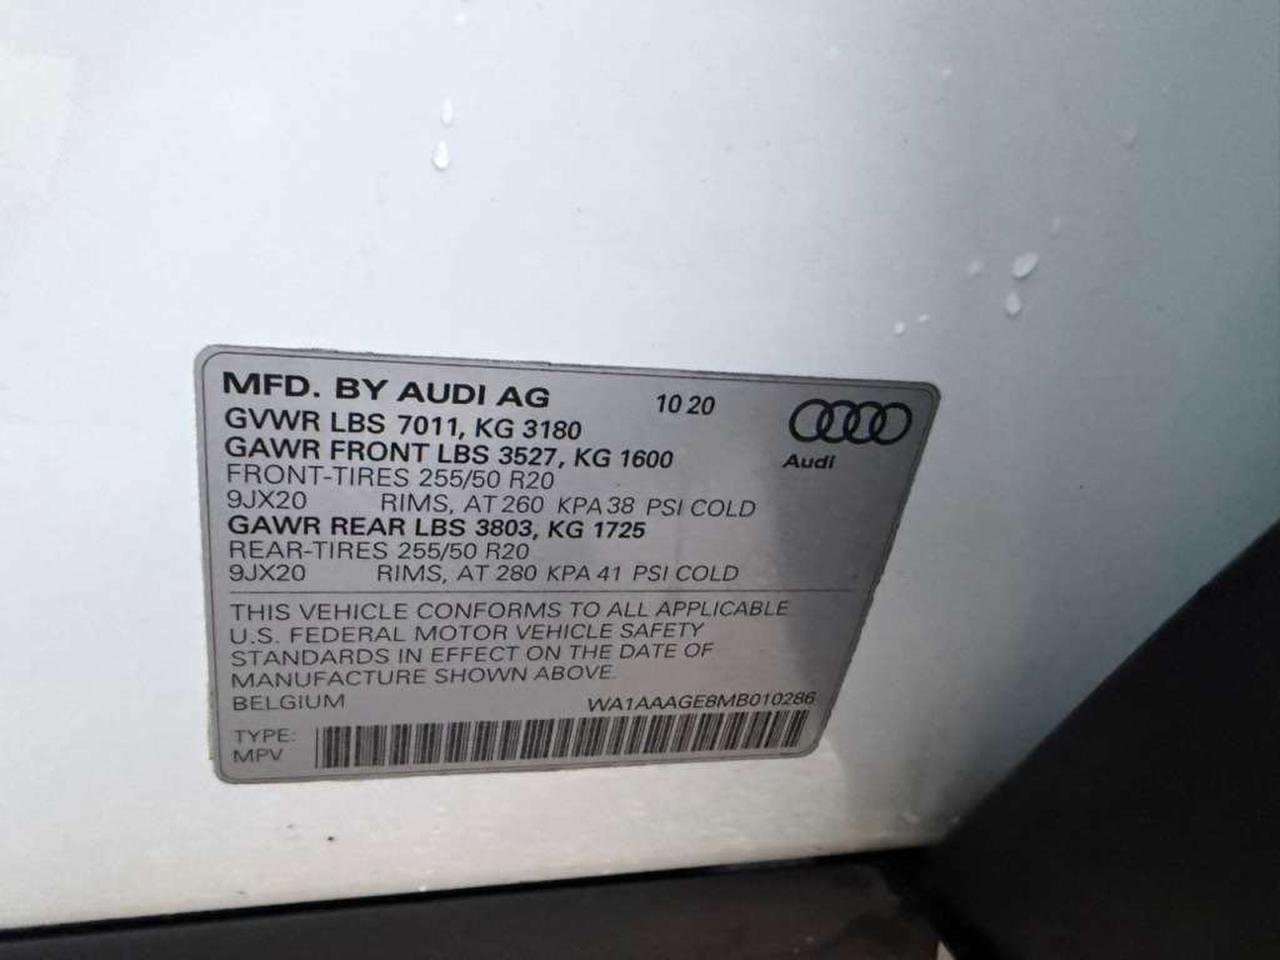 MFD. BY AUDI AG 10 20
GVWR LBS 7011, KG 3180
GAWR FRONT LBS 3527, KG 1600
Audi
FRONT-TIRES 255/50 R20
9JX20 RIMS, AT 260 KPA 38 PSI COLD
GAWR REAR LBS 3803, KG 1725
REAR-TIRES 255/50 R20
9JX20 RIMS, AT 280 KPA 41 PSI COLD
THIS VEHICLE CONFORMS TO ALL APPLICABLE
U.S. FEDERAL MOTOR VEHICLE SAFETY
STANDARDS IN EFFECT ON THE DATE OF
MANUFACTURE SHOWN ABOVE.
BELGIUM WA1AAAGE8MB010286
TYPE:
MPV